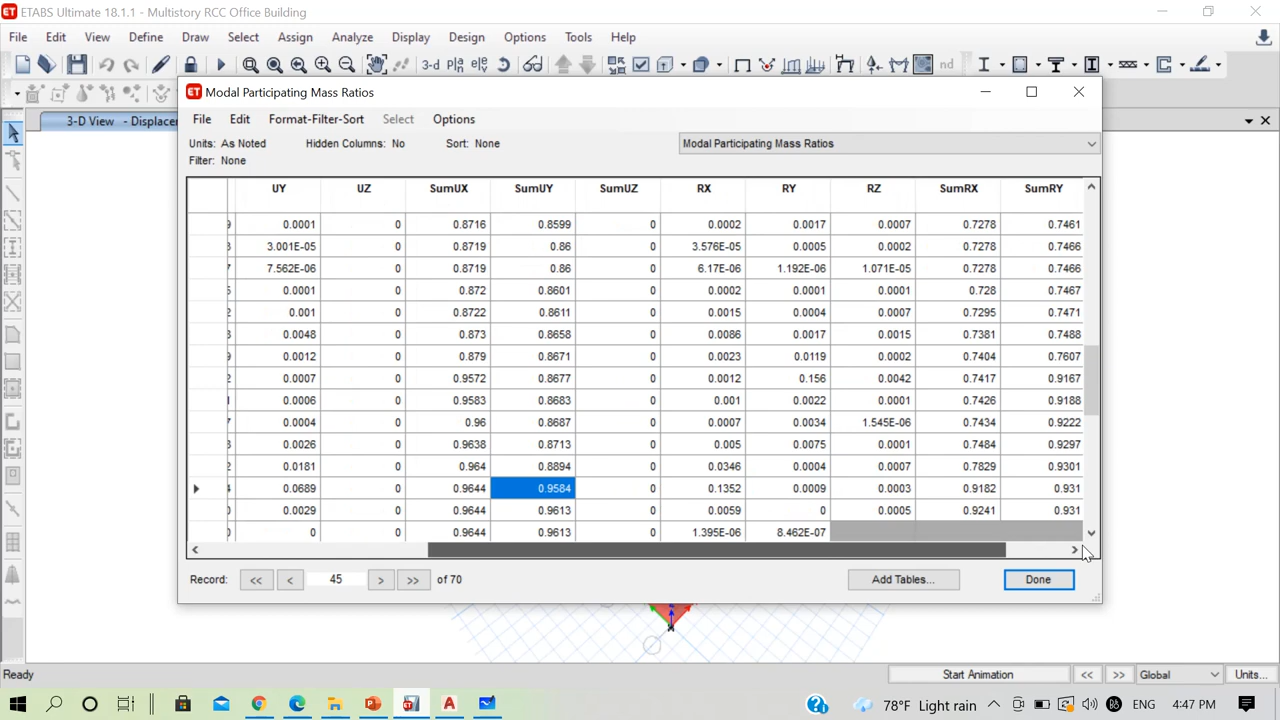 ET ETABS Ultimate 18.1.1 - Multistory RCC Office Building
File Edit View Define Draw Select Assign Analyze Display Design Options Tools Help
3-d Pla elv nd
3-D View - Displacem
ET Modal Participating Mass Ratios
File Edit Format-Filter-Sort Select Options
Units: As Noted Hidden Columns: No Sort: None Modal Participating Mass Ratios
Filter: None
UY UZ SumUX SumUY SumUZ RX RY RZ SumRX SumRY
0.0001 0 0.8716 0.8599 0 0.0002 0.0017 0.0007 0.7278 0.7461
3.001E-05 0 0.8719 0.86 0 3.576E-05 0.0005 0.0002 0.7278 0.7466
7.562E-06 0 0.8719 0.86 0 6.17E-06 1.192E-06 1.071E-05 0.7278 0.7466
0.0001 0 0.872 0.8601 0 0.0002 0.0001 0.0001 0.728 0.7467
0.001 0 0.8722 0.8611 0 0.0015 0.0004 0.0007 0.7295 0.7471
0.0048 0 0.873 0.8658 0 0.0086 0.0017 0.0015 0.7381 0.7488
0.0012 0 0.879 0.8671 0 0.0023 0.0119 0.0002 0.7404 0.7607
0.0007 0 0.9572 0.8677 0 0.0012 0.156 0.0042 0.7417 0.9167
0.0006 0 0.9583 0.8683 0 0.001 0.0022 0.0001 0.7426 0.9188
0.0004 0 0.96 0.8687 0 0.0007 0.0034 1.545E-06 0.7434 0.9222
0.0026 0 0.9638 0.8713 0 0.005 0.0075 0.0001 0.7484 0.9297
0.0181 0 0.964 0.8894 0 0.0346 0.0004 0.0007 0.7829 0.9301
0.0689 0 0.9644 0.9584 0 0.1352 0.0009 0.0003 0.9182 0.931
0.0029 0 0.9644 0.9613 0 0.0059 0 0.0005 0.9241 0.931
0 0 0.9644 0.9613 0 1.395E-06 8.462E-07
Record: << < 45 > >> of 70 Add Tables... Done
Ready Start Animation << >> Global Units...
78°F Light rain ENG 4:47 PM